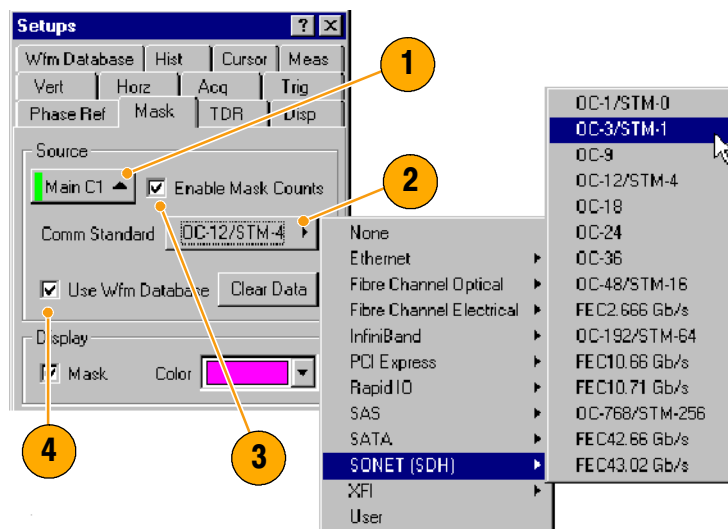 Setups
Wfm Database Hist Cursor Meas
Vert Horz Acq Trig
Phase Ref Mask TDR Disp
Source
Main C1 Enable Mask Counts
Comm Standard OC-12/STM-4
Use Wfm Database Clear Data
Display
Mask Color
1
2
3
4
None
Ethernet
Fibre Channel Optical
Fibre Channel Electrical
InfiniBand
PCI Express
Rapid IO
SAS
SATA
SONET (SDH)
XFI
User
OC-1/STM-0
OC-3/STM-1
OC-9
OC-12/STM-4
OC-18
OC-24
OC-36
OC-48/STM-16
FEC2.666 Gb/s
OC-192/STM-64
FEC10.66 Gb/s
FEC10.71 Gb/s
OC-768/STM-256
FEC42.66 Gb/s
FEC43.02 Gb/s